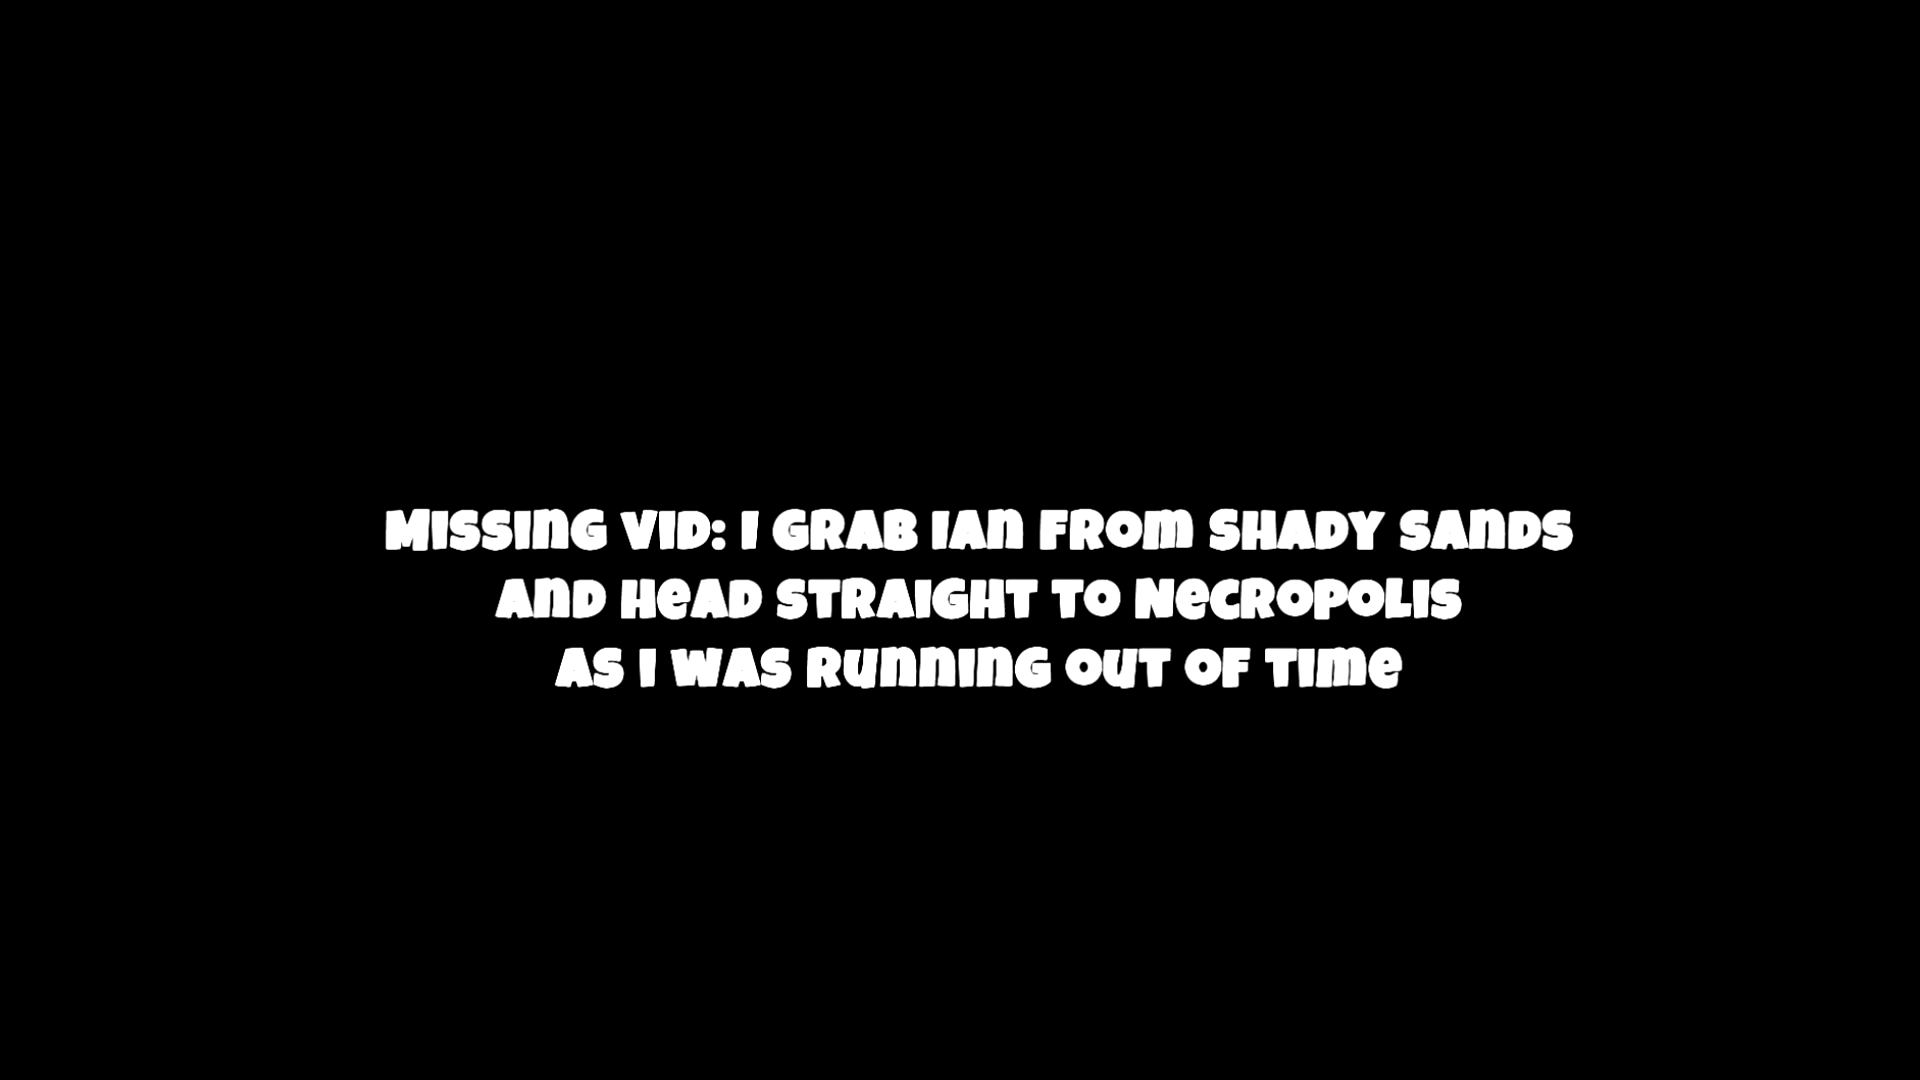 Missing Vid: I grab Ian from Shady Sands
and head straight to Necropolis
as I was running out of time